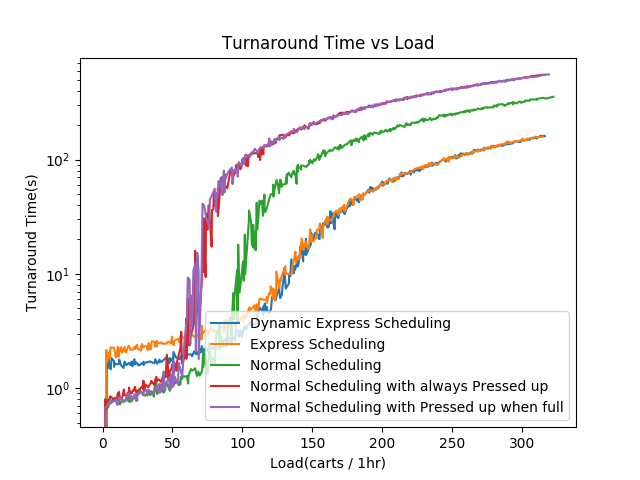 Turnaround Time vs Load
Turnaround Time(s)
10²
10¹
10⁰
Dynamic Express Scheduling
Express Scheduling
Normal Scheduling
Normal Scheduling with always Pressed up
Normal Scheduling with Pressed up when full
0 50 100 150 200 250 300
Load(carts / 1hr)